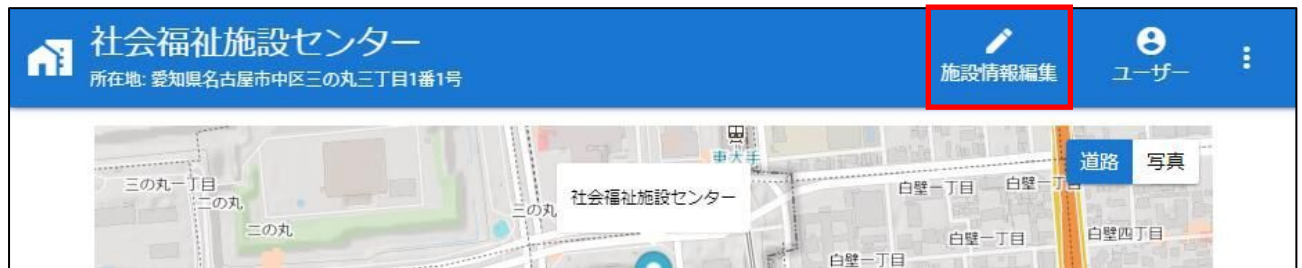 社会福祉施設センター
所在地: 愛知県名古屋市中区三の丸三丁目1番1号
施設情報編集
ユーザー
東大手
道路 写真
三の丸一丁目
二の丸
社会福祉施設センター
白壁一丁目
白壁一丁目
三の丸
二の丸
白壁一丁目
白壁四丁目
白壁一丁目